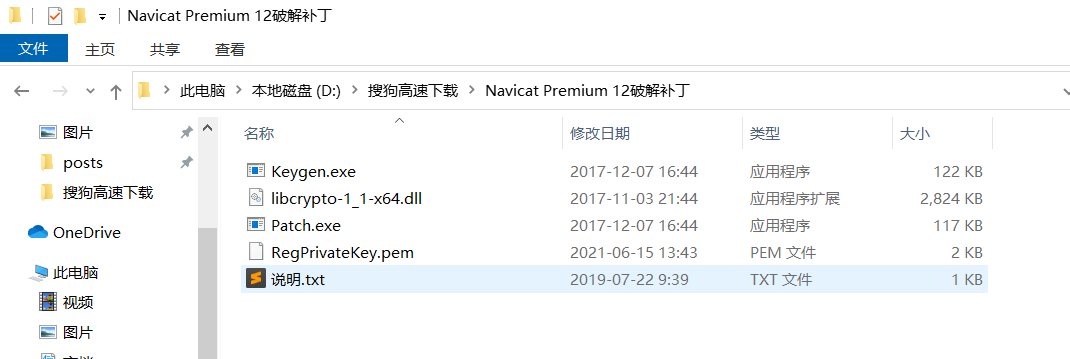 Navicat Premium 12破解补丁
文件 主页 共享 查看
此电脑 本地磁盘 (D:) 搜狗高速下载 Navicat Premium 12破解补丁
图片
posts
搜狗高速下载
OneDrive
此电脑
视频
图片
名称 修改日期 类型 大小
Keygen.exe 2017-12-07 16:44 应用程序 122 KB
libcrypto-1_1-x64.dll 2017-11-03 21:44 应用程序扩展 2,824 KB
Patch.exe 2017-12-07 16:44 应用程序 117 KB
RegPrivateKey.pem 2021-06-15 13:43 PEM 文件 2 KB
说明.txt 2019-07-22 9:39 TXT 文件 1 KB